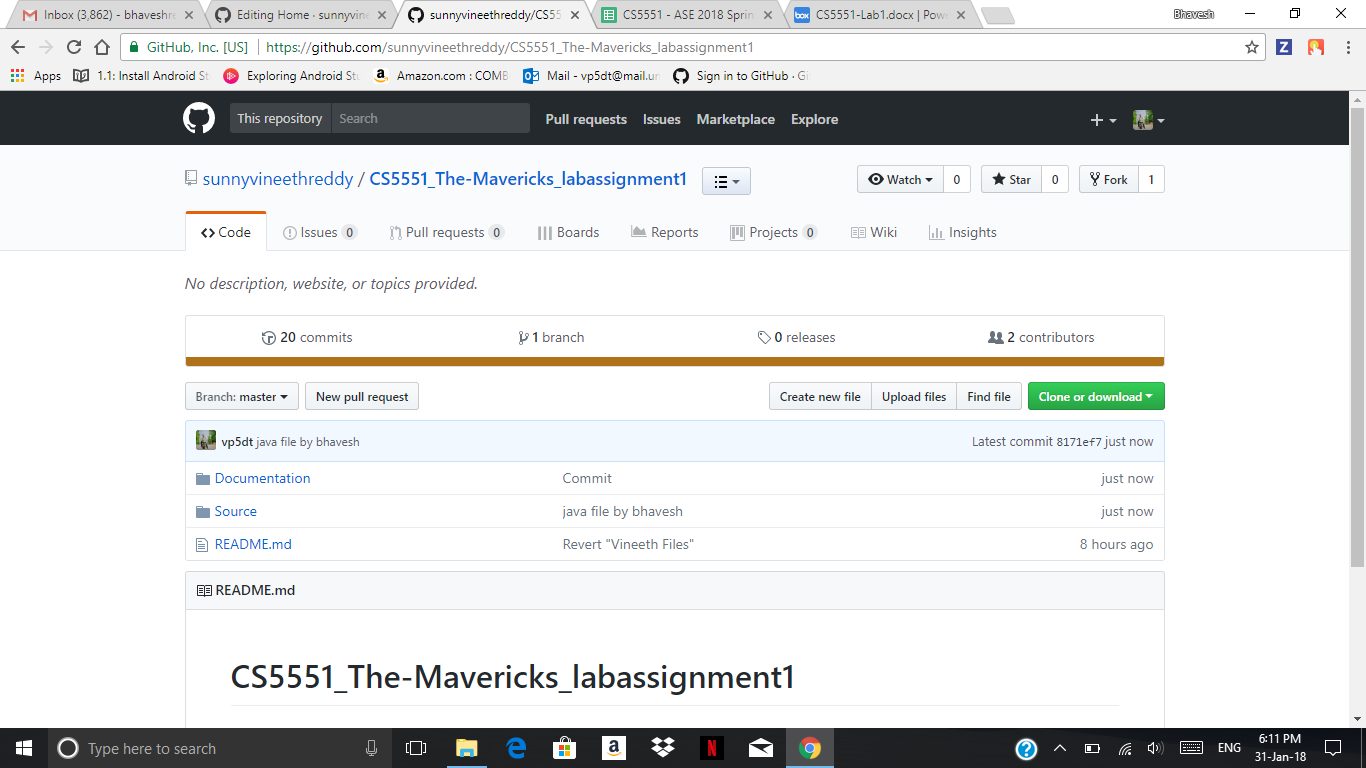 Inbox (3,862) - bhaveshre
Editing Home · sunnyvine
sunnyvineethreddy/CS55
CS5551 - ASE 2018 Sprin
CS5551-Lab1.docx | Pow
Bhavesh
GitHub, Inc. [US] https://github.com/sunnyvineethreddy/CS5551_The-Mavericks_labassignment1
Apps 1.1: Install Android St Exploring Android Stu Amazon.com : COMB Mail - vp5dt@mail.um Sign in to GitHub · Gi
This repository Search Pull requests Issues Marketplace Explore
sunnyvineethreddy / CS5551_The-Mavericks_labassignment1
Watch 0 Star 0 Fork 1
Code Issues 0 Pull requests 0 Boards Reports Projects 0 Wiki Insights
No description, website, or topics provided.
20 commits 1 branch 0 releases 2 contributors
Branch: master New pull request Create new file Upload files Find file Clone or download
vp5dt java file by bhavesh Latest commit 8171ef7 just now
Documentation Commit just now
Source java file by bhavesh just now
README.md Revert "Vineeth Files" 8 hours ago
README.md
CS5551_The-Mavericks_labassignment1
Type here to search
box
ENG
6:11 PM
31-Jan-18